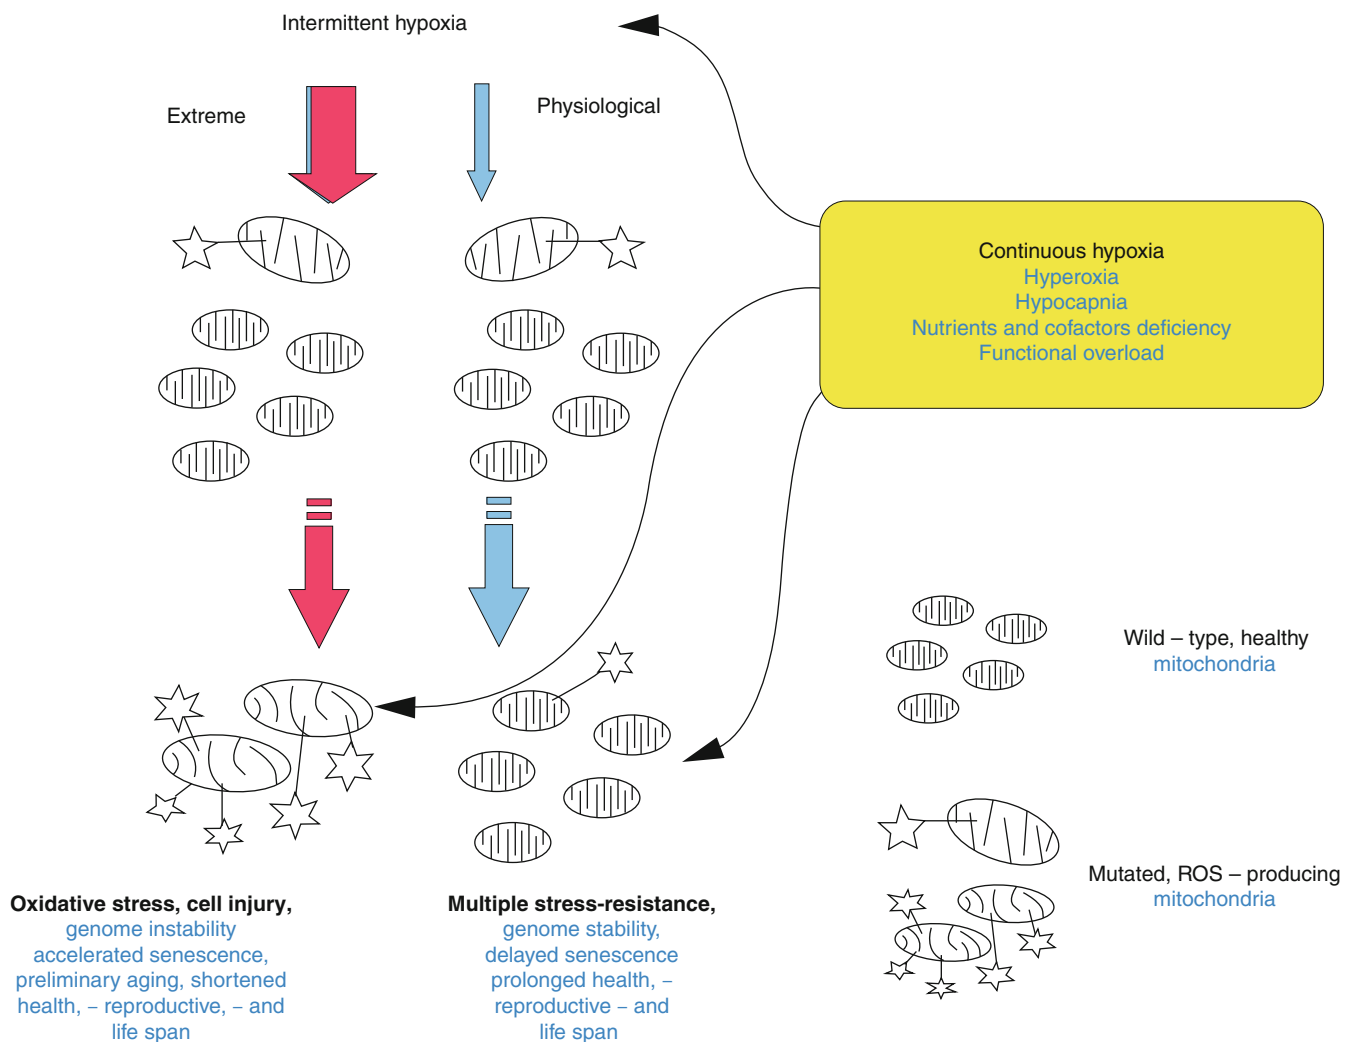 Intermittent hypoxia
Extreme
Physiological
Continuous hypoxia
Hyperoxia
Hypocapnia
Nutrients and cofactors deficiency
Functional overload
Wild – type, healthy
mitochondria
Mutated, ROS – producing
mitochondria
Oxidative stress, cell injury,
genome instability
accelerated senescence,
preliminary aging, shortened
health, – reproductive, – and
life span
Multiple stress-resistance,
genome stability,
delayed senescence
prolonged health, –
reproductive – and
life span